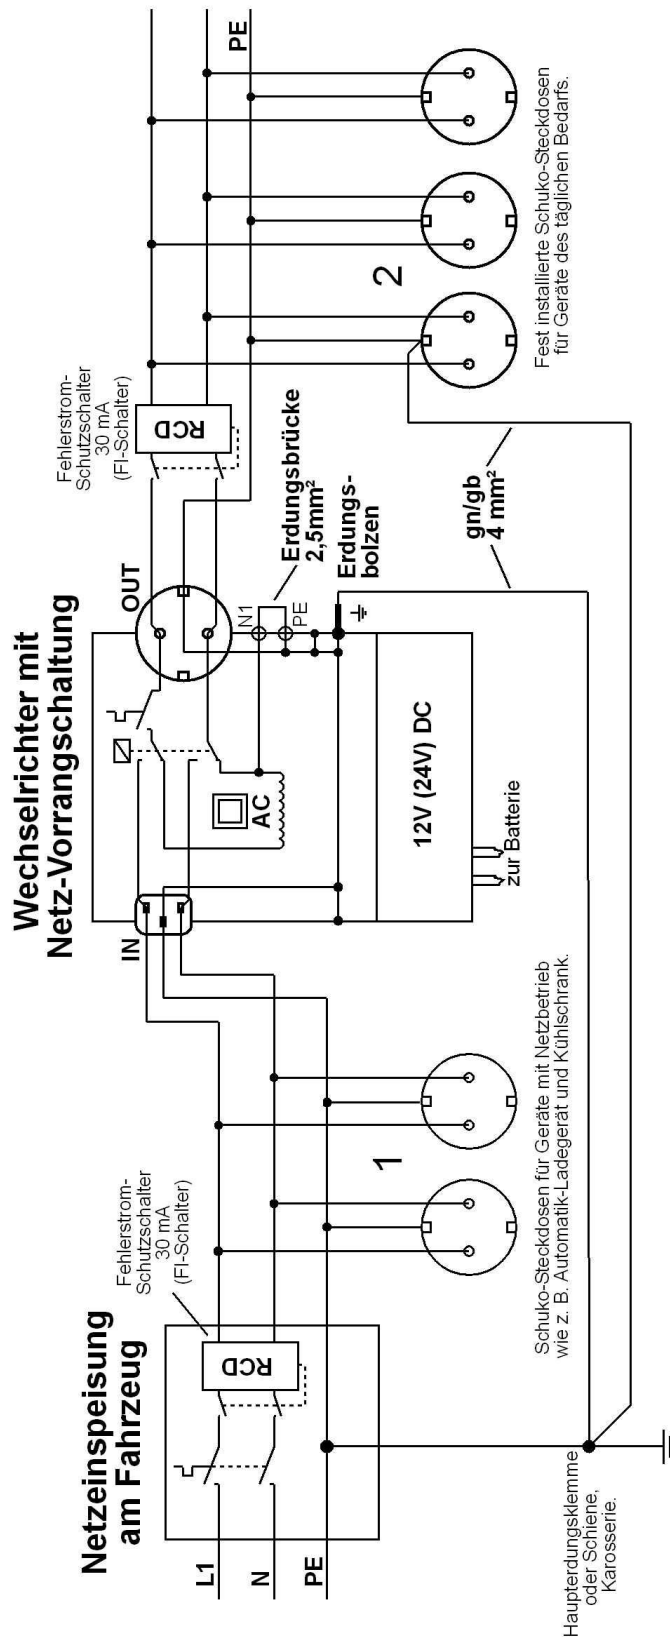 Netzeinspeisung
am Fahrzeug
Fehlerstrom-
Schutzschalter
30 mA
(FI-Schalter)
RCD
L1
N
PE
Haupterdungsklemme
oder Schiene,
Karosserie.
1
Schuko-Steckdosen für Geräte mit Netzbetrieb
wie z. B. Automatik-Ladegerät und Kühlschrank.
Wechselrichter mit
Netz-Vorrangschaltung
IN
OUT
AC
N1
PE
12V (24V) DC
zur Batterie
Erdungsbrücke
2,5mm²
Erdungs-
bolzen
gn/gb
4 mm²
Fehlerstrom-
Schutzschalter
30 mA
(FI-Schalter)
RCD
PE
2
Fest installierte Schuko-Steckdosen
für Geräte des täglichen Bedarfs.